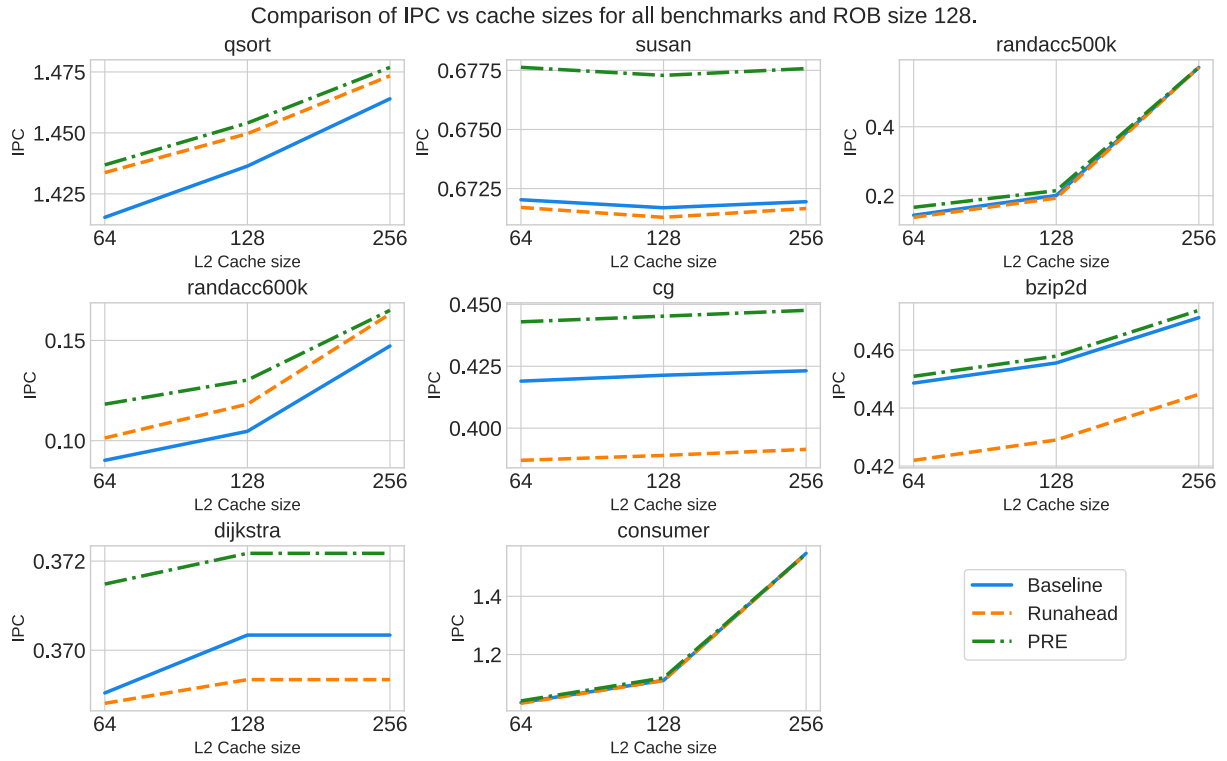 Comparison of IPC vs cache sizes for all benchmarks and ROB size 128.
qsort
1.475
1.450
1.425
IPC
64 128 256
L2 Cache size
susan
0.6775
0.6750
0.6725
IPC
64 128 256
L2 Cache size
randacc500k
0.4
0.2
IPC
64 128 256
L2 Cache size
randacc600k
0.15
0.10
IPC
64 128 256
L2 Cache size
cg
0.450
0.425
0.400
IPC
64 128 256
L2 Cache size
bzip2d
0.46
0.44
0.42
IPC
64 128 256
L2 Cache size
dijkstra
0.372
0.370
IPC
64 128 256
L2 Cache size
consumer
1.4
1.2
IPC
64 128 256
L2 Cache size
Baseline
Runahead
PRE